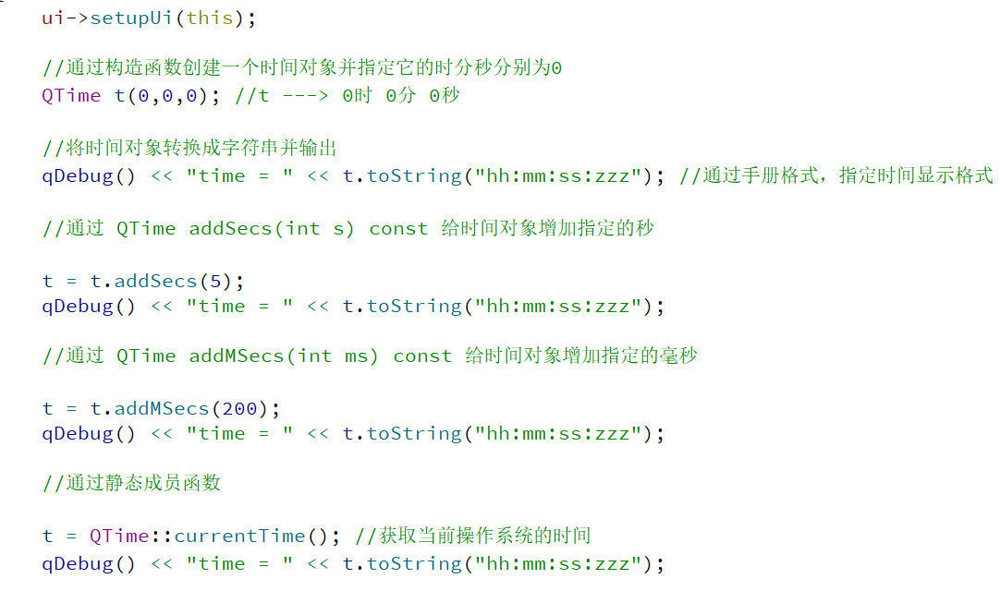 ui->setupUi(this);
//通过构造函数创建一个时间对象并指定它的时分秒分别为0
QTime t(0,0,0); //t ---> 0时 0分 0秒
//将时间对象转换成字符串并输出
qDebug() << "time = " << t.toString("hh:mm:ss:zzz"); //通过手册格式，指定时间显示格式
//通过 QTime addSecs(int s) const 给时间对象增加指定的秒
t = t.addSecs(5);
qDebug() << "time = " << t.toString("hh:mm:ss:zzz");
//通过 QTime addMSecs(int ms) const 给时间对象增加指定的毫秒
t = t.addMSecs(200);
qDebug() << "time = " << t.toString("hh:mm:ss:zzz");
//通过静态成员函数
t = QTime::currentTime(); //获取当前操作系统的时间
qDebug() << "time = " << t.toString("hh:mm:ss:zzz");